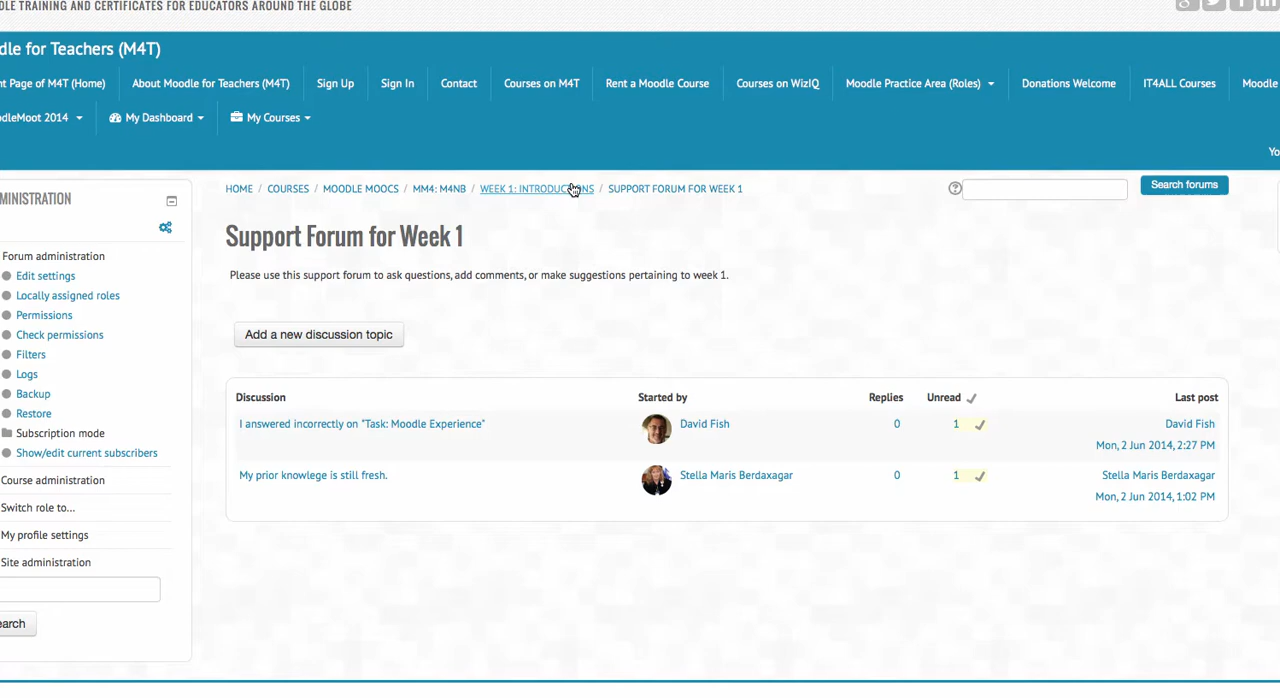 DLE TRAINING AND CERTIFICATES FOR EDUCATORS AROUND THE GLOBE
dle for Teachers (M4T)
nt Page of M4T (Home) About Moodle for Teachers (M4T) Sign Up Sign In Contact Courses on M4T Rent a Moodle Course Courses on WizIQ Moodle Practice Area (Roles) Donations Welcome IT4ALL Courses Moodle
odleMoot 2014 My Dashboard My Courses
Yo
MINISTRATION
HOME / COURSES / MOODLE MOOCS / MM4: M4NB / WEEK 1: INTRODUCTIONS / SUPPORT FORUM FOR WEEK 1
Search forums
Support Forum for Week 1
Please use this support forum to ask questions, add comments, or make suggestions pertaining to week 1.
Forum administration
Edit settings
Locally assigned roles
Permissions
Check permissions
Filters
Logs
Backup
Restore
Subscription mode
Show/edit current subscribers
Course administration
Switch role to...
My profile settings
Site administration
earch
Add a new discussion topic
Discussion Started by Replies Unread Last post
I answered incorrectly on "Task: Moodle Experience" David Fish 0 1 David Fish
Mon, 2 Jun 2014, 2:27 PM
My prior knowlege is still fresh. Stella Maris Berdaxagar 0 1 Stella Maris Berdaxagar
Mon, 2 Jun 2014, 1:02 PM